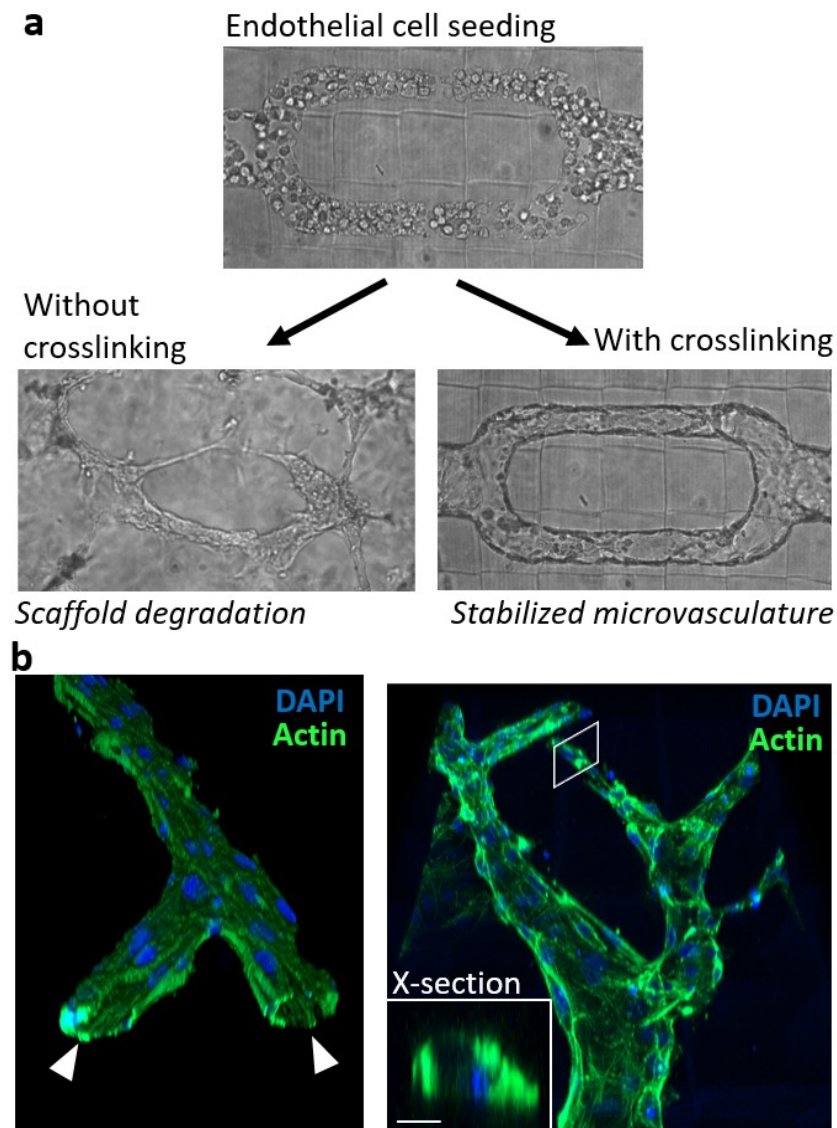 a
Endothelial cell seeding
Without
crosslinking
With crosslinking
Scaffold degradation
Stabilized microvasculature
b
DAPI
Actin
DAPI
Actin
X-section